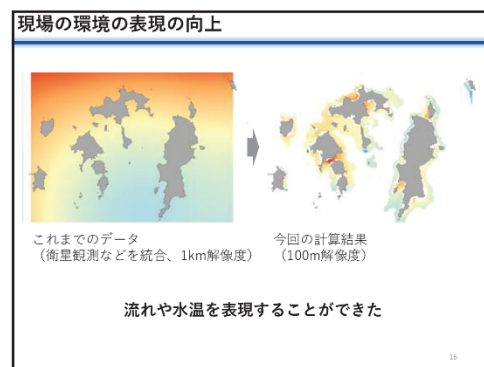 現場の環境の表現の向上
これまでのデータ
（衛星観測などを統合、1km解像度）
今回の計算結果
（100m解像度）
流れや水温を表現することができた
16